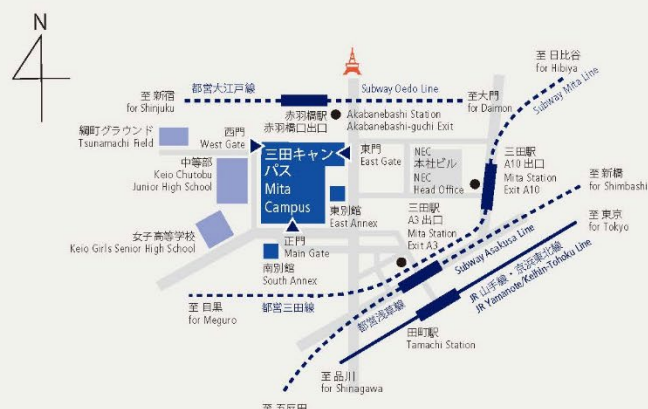 N
至 日比谷
for Hibiya
至 新宿
for Shinjuku
都営大江戸線
Subway Oedo Line
至大門
for Daimon
Subway Mita Line
赤羽橋駅
赤羽橋口出口
Akabanebashi Station
Akabanebashi-guchi Exit
綱町グラウンド
Tsunamachi Field
西門
West Gate
三田キャン
パス
Mita
Campus
東門
East Gate
NEC
本社ビル
NEC
Head Office
三田駅
A10 出口
Mita Station
Exit A10
至 新橋
for Shimbashi
中等部
Keio Chutobu
Junior High School
東別館
East Annex
三田駅
A3 出口
Mita Station
Exit A3
至 東京
for Tokyo
女子高等学校
Keio Girls Senior High School
正門
Main Gate
南別館
South Annex
Subway Asakusa Line
JR 山手線・京浜東北線
JR Yamanote/Keihin-Tohoku Line
至 目黒
for Meguro
都営三田線
都営浅草線
田町駅
Tamachi Station
至 品川
for Shinagawa
至 五反田